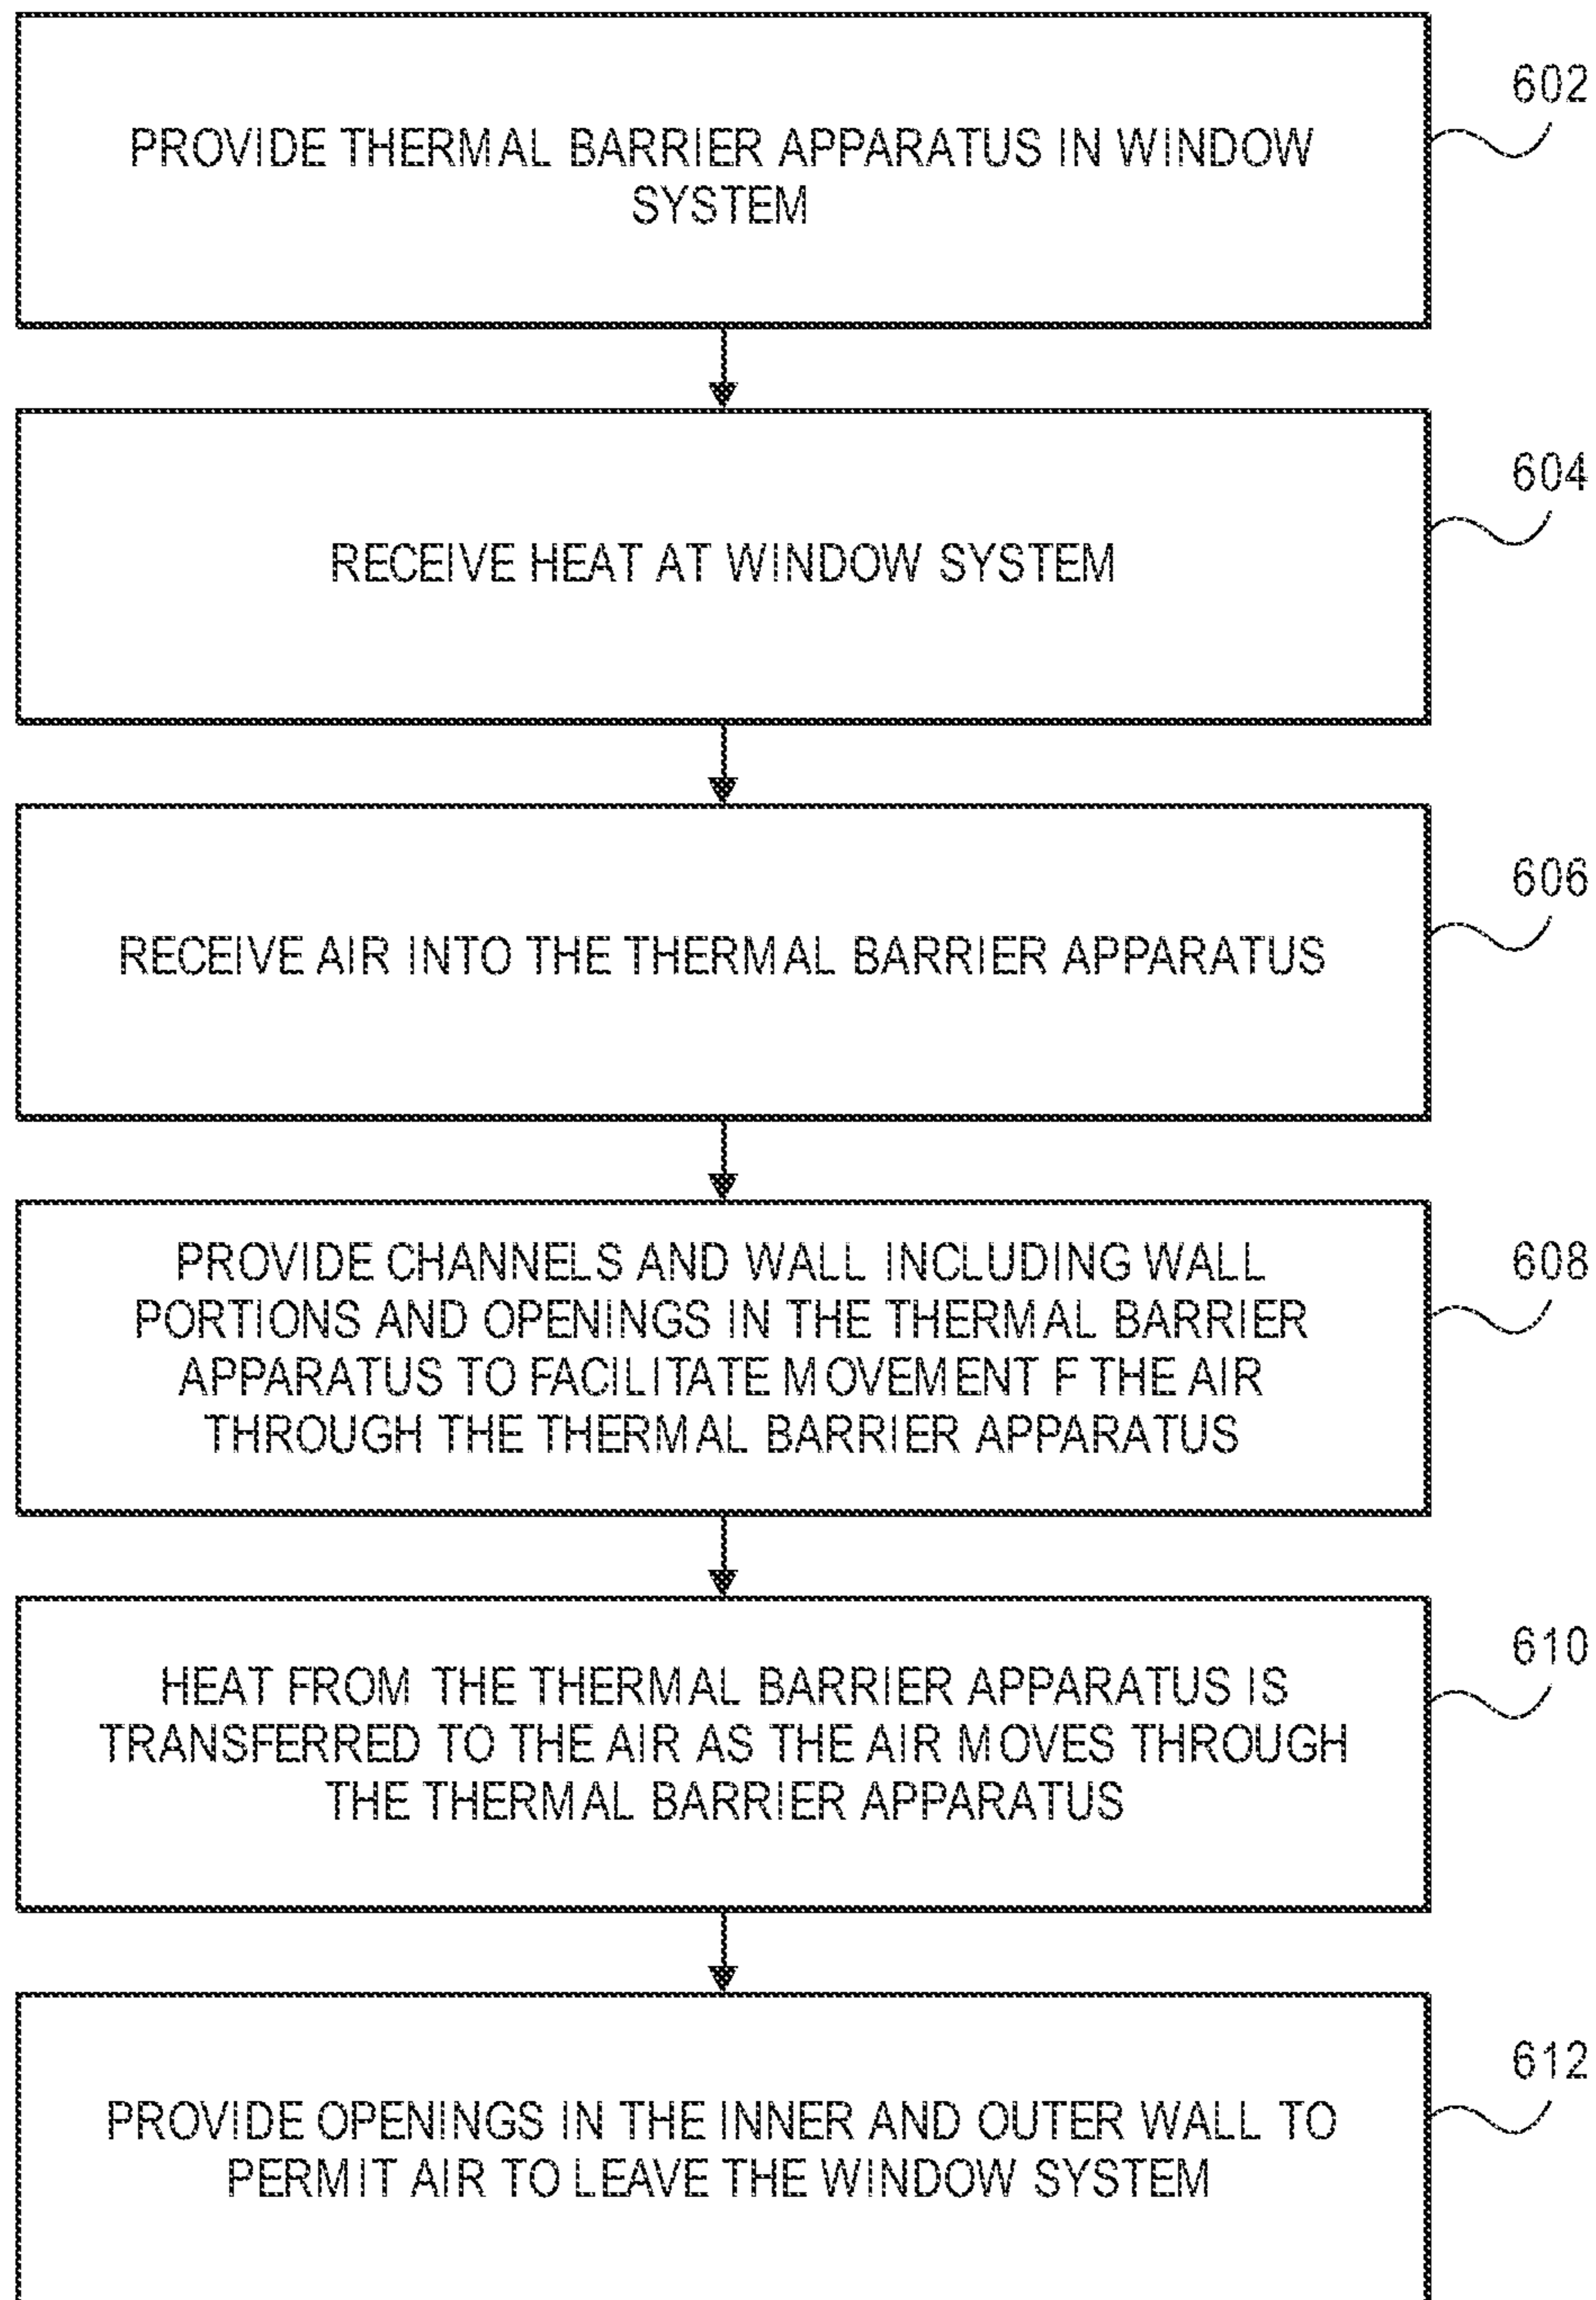 602
PROVIDE THERMAL BARRIER APPARATUS IN WINDOW
SYSTEM
604
RECEIVE HEAT AT WINDOW SYSTEM
606
RECEIVE AIR INTO THE THERMAL BARRIER APPARATUS
608
PROVIDE CHANNELS AND WALL INCLUDING WALL
PORTIONS AND OPENINGS IN THE THERMAL BARRIER
APPARATUS TO FACILITATE MOVEMENT F THE AIR
THROUGH THE THERMAL BARRIER APPARATUS
610
HEAT FROM THE THERMAL BARRIER APPARATUS IS
TRANSFERRED TO THE AIR AS THE AIR MOVES THROUGH
THE THERMAL BARRIER APPARATUS
612
PROVIDE OPENINGS IN THE INNER AND OUTER WALL TO
PERMIT AIR TO LEAVE THE WINDOW SYSTEM